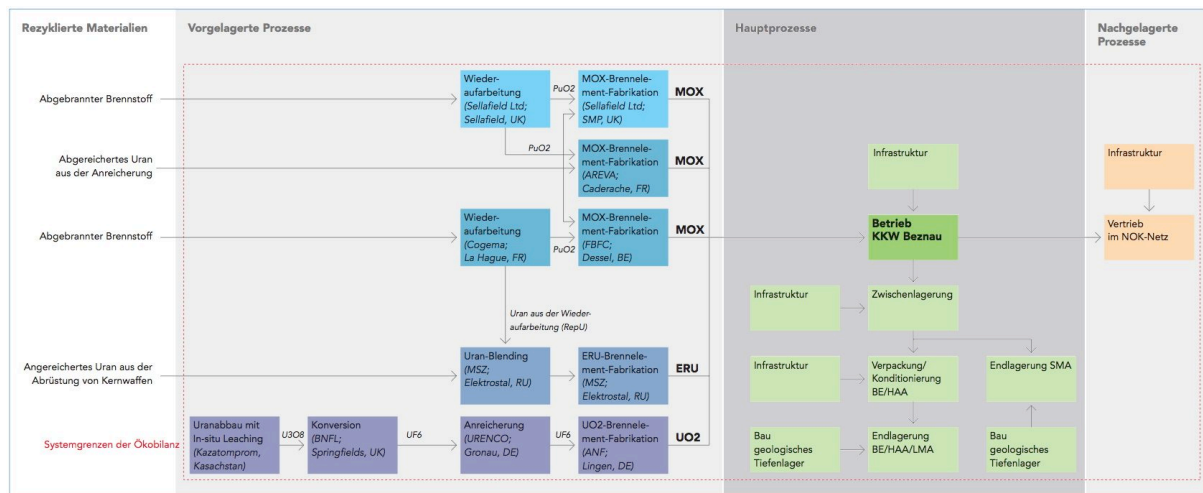 Rezyklierte Materialien
Vorgelagerte Prozesse
Hauptprozesse
Nachgelagerte
Prozesse
Abgebrannter Brennstoff
Wieder-
aufarbeitung
(Sellafield Ltd;
Sellafield, UK)
PuO2
MOX-Brennele-
ment-Fabrikation
(Sellafield Ltd;
SMP, UK)
MOX
PuO2
Abgereichertes Uran
aus der Anreicherung
MOX-Brennele-
ment-Fabrikation
(AREVA;
Caderache, FR)
MOX
Infrastruktur
Infrastruktur
Abgebrannter Brennstoff
Wieder-
aufarbeitung
(Cogema;
La Hague, FR)
PuO2
MOX-Brennele-
ment-Fabrikation
(FBFC;
Dessel, BE)
MOX
Betrieb
KKW Beznau
Vertrieb
im NOK-Netz
Uran aus der Wieder-
aufarbeitung (RepU)
Infrastruktur
Zwischenlagerung
Angereichertes Uran aus der
Abrüstung von Kernwaffen
Uran-Blending
(MSZ;
Elektrostal, RU)
ERU-Brennele-
ment-Fabrikation
(MSZ;
Elektrostal, RU)
ERU
Infrastruktur
Verpackung/
Konditionierung
BE/HAA
Endlagerung SMA
Systemgrenzen der Ökobilanz
Uranabbau mit
In-situ Leaching
(Kazatomprom,
Kasachstan)
U3O8
Konversion
(BNFL;
Springfields, UK)
UF6
Anreicherung
(URENCO;
Gronau, DE)
UF6
UO2-Brennele-
ment-Fabrikation
(ANF;
Lingen, DE)
UO2
Bau
geologisches
Tiefenlager
Endlagerung
BE/HAA/LMA
Bau
geologisches
Tiefenlager